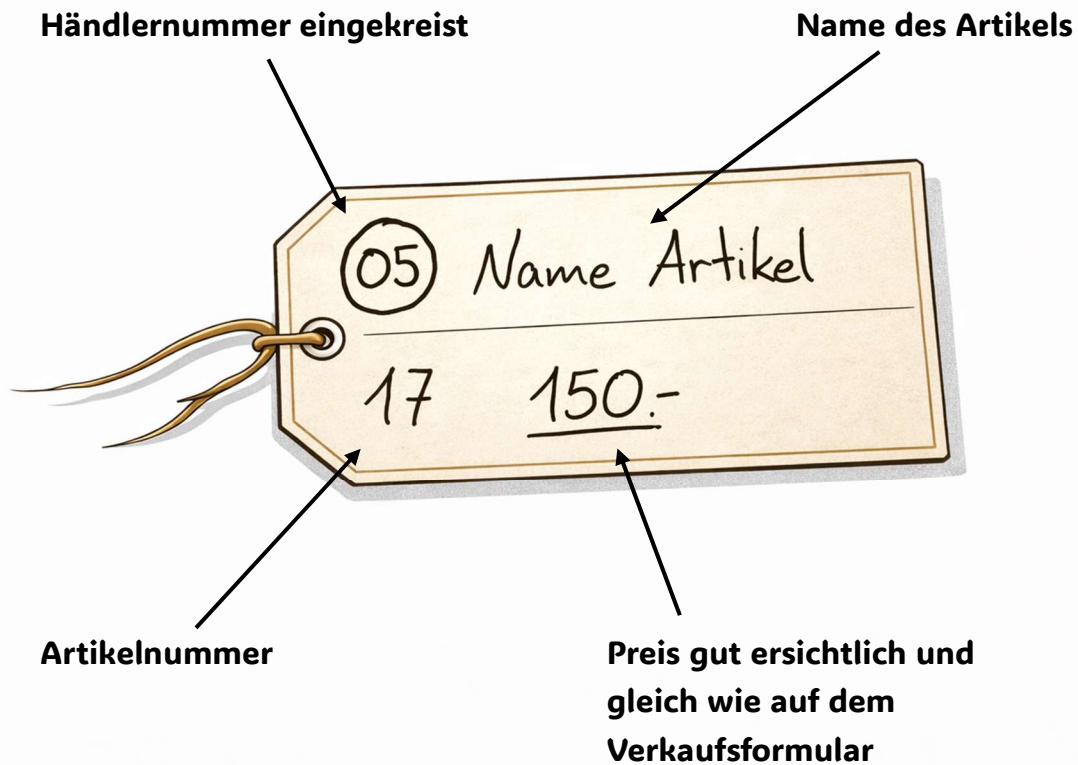 Händlernummer eingekreist
Name des Artikels
05 Name Artikel
17 150.-
Artikelnummer
Preis gut ersichtlich und
gleich wie auf dem
Verkaufsformular